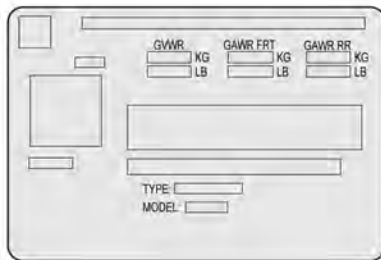 GVWR GAWR FRT GAWR RR
KG KG KG
LB LB LB
TYPE:
MODEL: